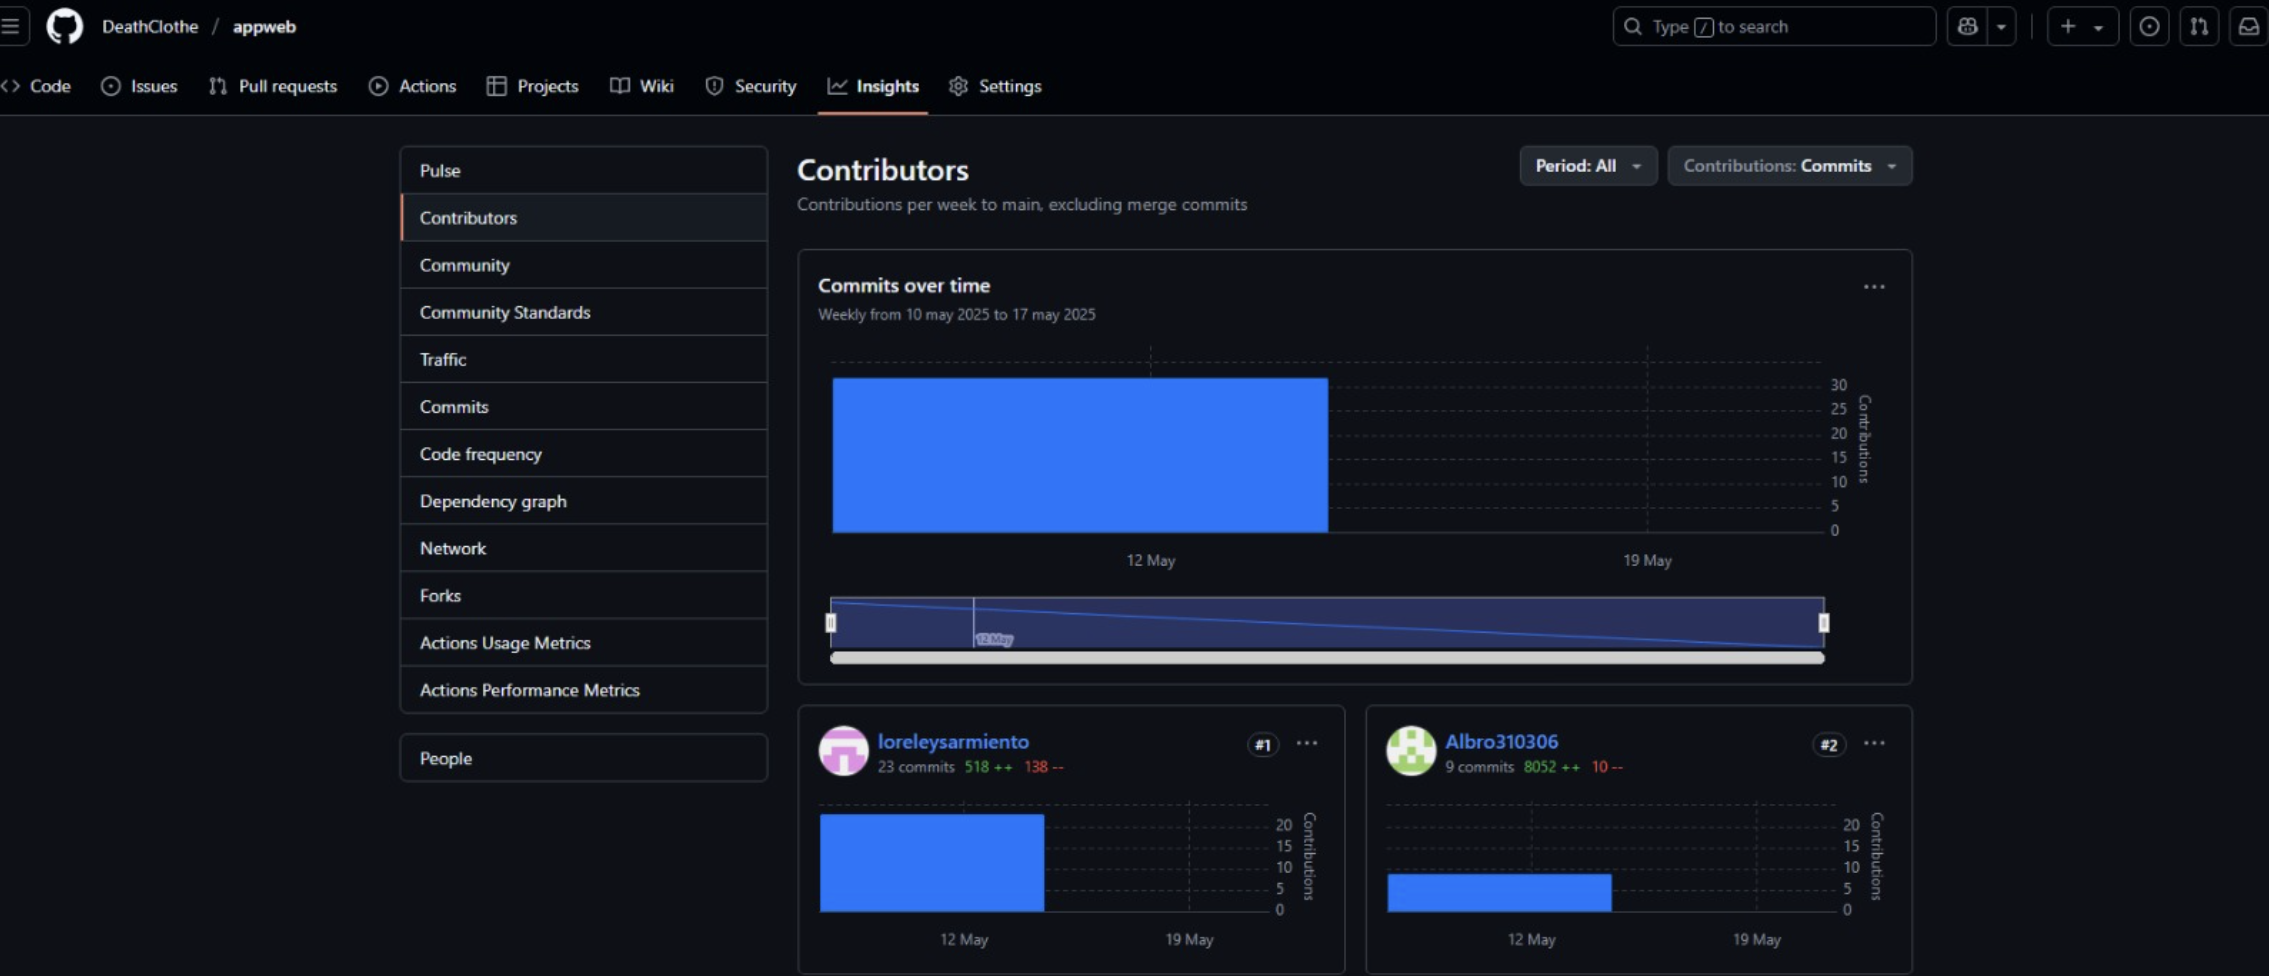 DeathClothe / appweb
Type / to search
Code Issues Pull requests Actions Projects Wiki Security Insights Settings
Pulse
Contributors
Community
Community Standards
Traffic
Commits
Code frequency
Dependency graph
Network
Forks
Actions Usage Metrics
Actions Performance Metrics
People
Contributors
Contributions per week to main, excluding merge commits
Period: All
Contributions: Commits
Commits over time
Weekly from 10 may 2025 to 17 may 2025
30
25
20
15
10
5
0
Contributions
12 May 19 May
12 May
loreleysarmiento
#1
23 commits 518 ++ 138 --
20
15
10
5
0
Contributions
12 May 19 May
Albro310306
#2
9 commits 8052 ++ 10 --
20
15
10
5
0
Contributions
12 May 19 May